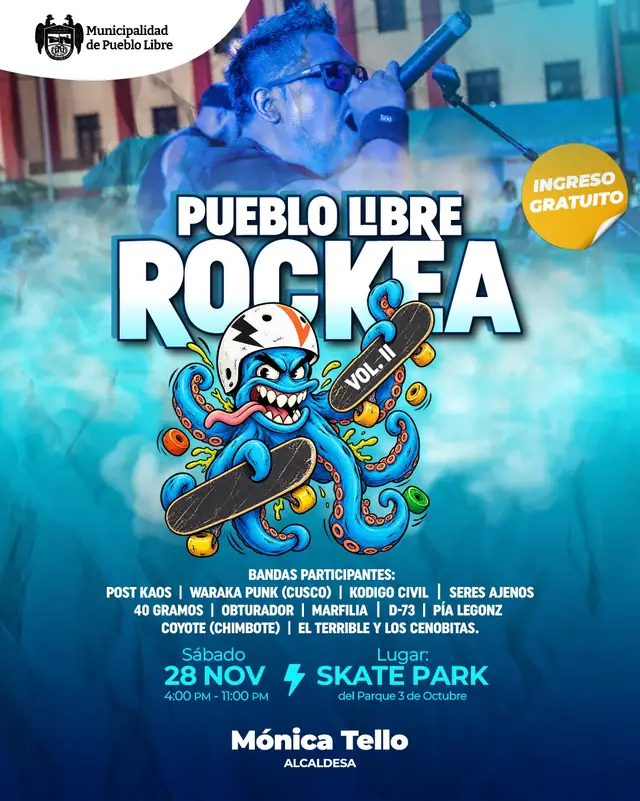 Municipalidad
de Pueblo Libre
INGRESO
GRATUITO
PUEBLO LIBRE
ROCKEA
VOL. II
BANDAS PARTICIPANTES:
POST KAOS | WARAKA PUNK (CUSCO) | KODIGO CIVIL | SERES AJENOS
40 GRAMOS | OBTURADOR | MARFILIA | D-73 | PÍA LEGONZ
COYOTE (CHIMBOTE) | EL TERRIBLE Y LOS CENOBITAS.
Sábado
28 NOV
4:00 PM - 11:00 PM
Lugar:
SKATE PARK
del Parque 3 de Octubre
Mónica Tello
ALCALDESA